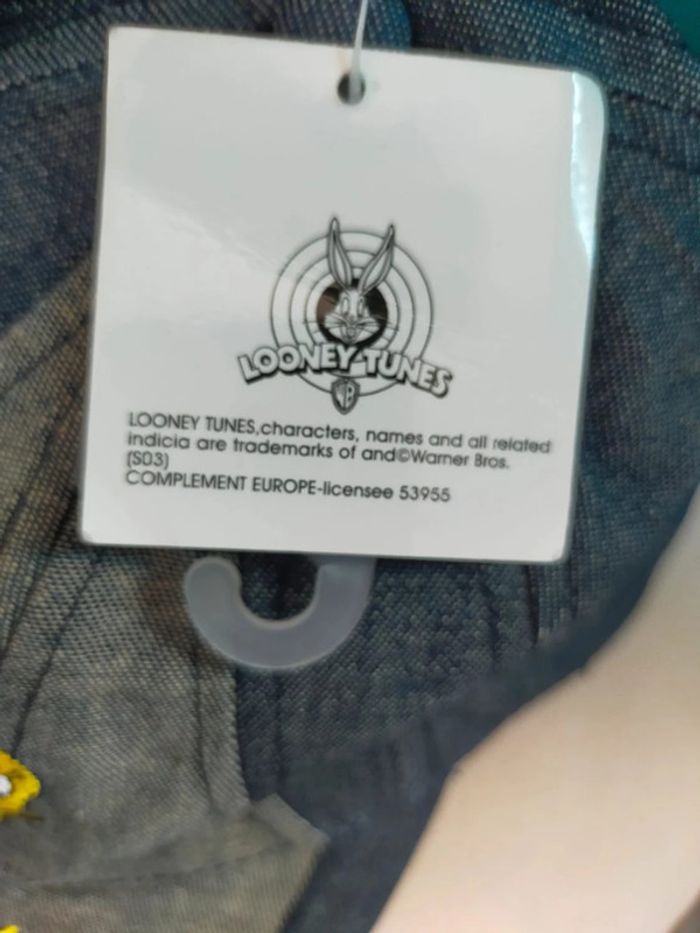 LOONEY TUNES
WB
LOONEY TUNES,characters, names and all related
indicia are trademarks of and©Warner Bros.
(S03)
COMPLEMENT EUROPE-licensee 53955